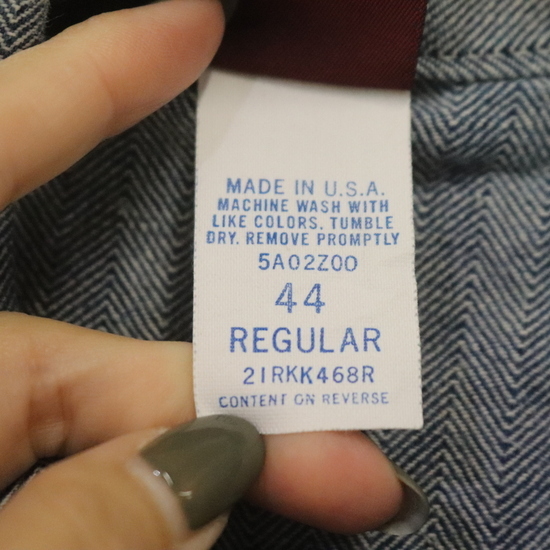 MADE IN U.S.A.
MACHINE WASH WITH
LIKE COLORS. TUMBLE
DRY. REMOVE PROMPTLY
5A02Z00
44
REGULAR
21RKK468R
CONTENT ON REVERSE